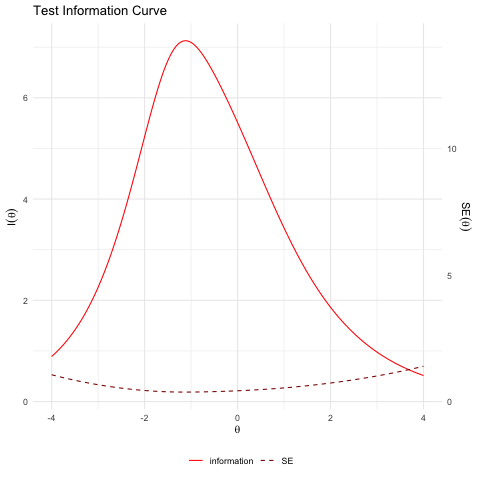 Test Information Curve
6
4
2
0
I(θ)
10
5
0
SE(θ)
-4 -2 0 2 4
θ
information SE